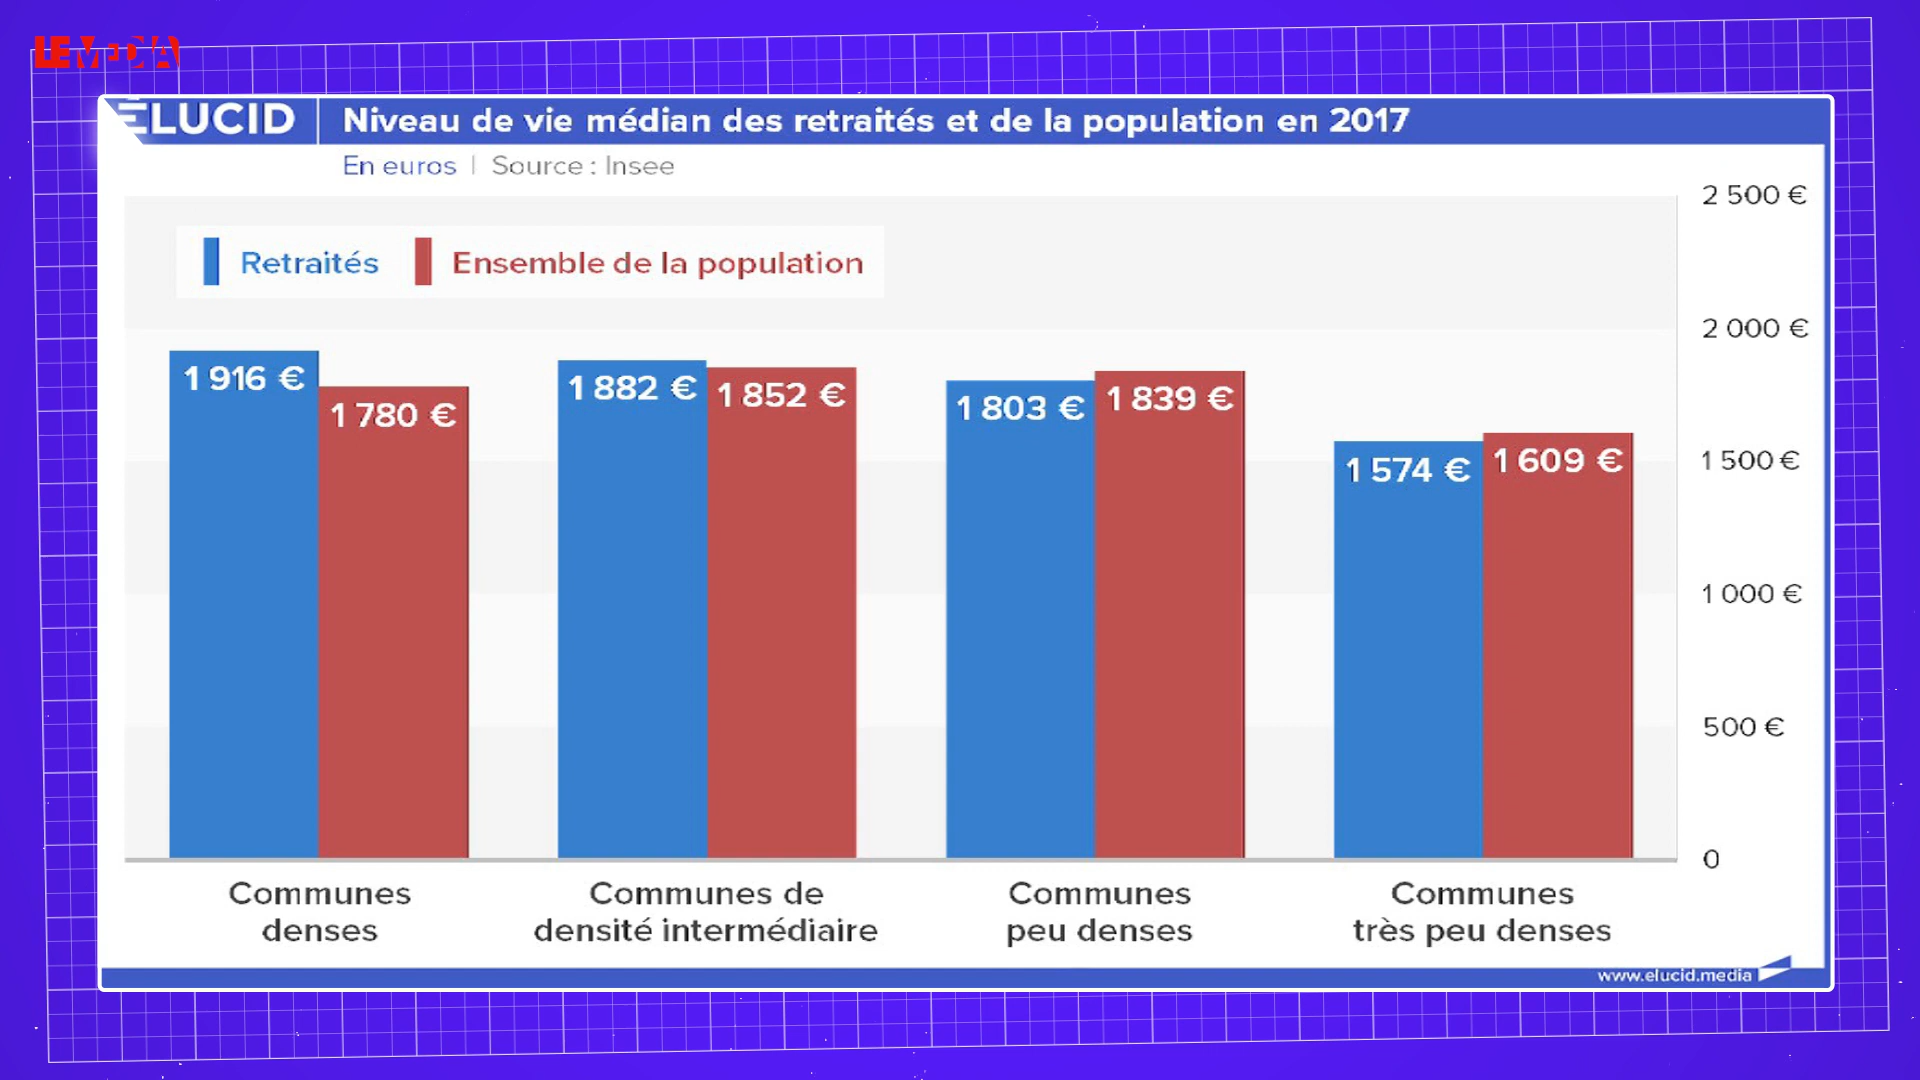 LEMEDIA
ÉLUCID
Niveau de vie médian des retraités et de la population en 2017
En euros | Source : Insee
2 500 €
Retraités
Ensemble de la population
2 000 €
1 916 €
1 780 €
1 882 €
1 852 €
1 803 €
1 839 €
1 574 €
1 609 €
1 500 €
1 000 €
500 €
0
Communes
denses
Communes de
densité intermédiaire
Communes
peu denses
Communes
très peu denses
www.elucid.media